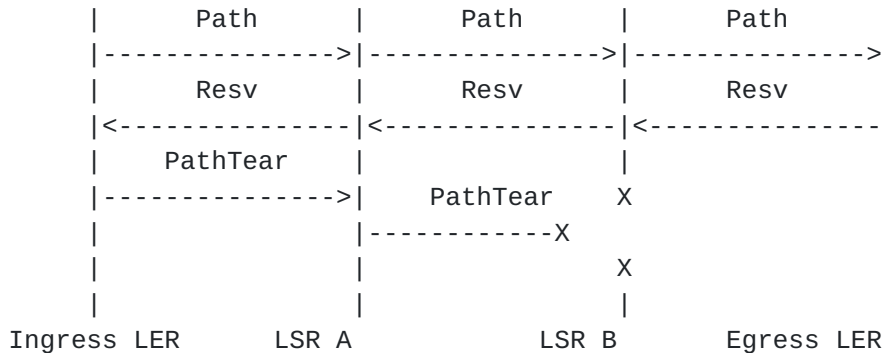 Path Path Path
Resv Resv Resv
PathTear
PathTear X
X
X
Ingress LER LSR A LSR B Egress LER